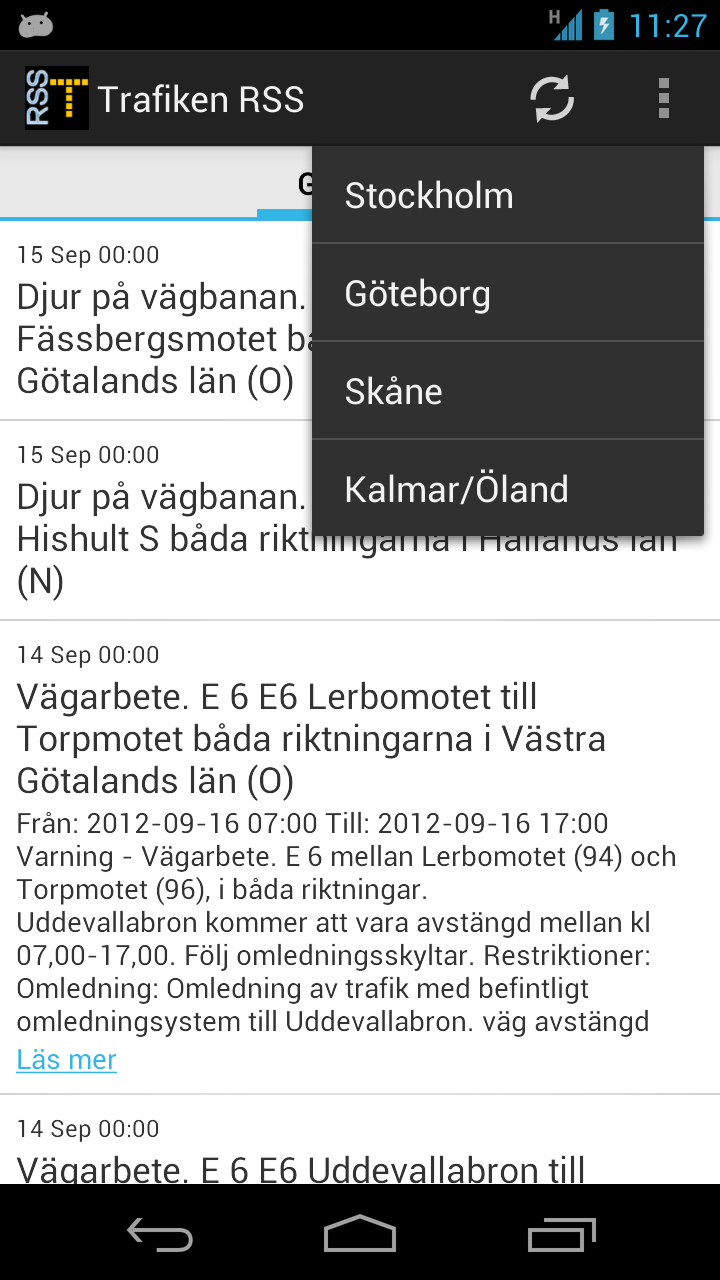 H
11:27
RSS T Trafiken RSS
G
Stockholm
Göteborg
Skåne
Kalmar/Öland
15 Sep 00:00
Djur på vägbanan.
Fässbergsmotet
Götalands län (O)
15 Sep 00:00
Djur på vägbanan.
Hishult S båda riktningarna i Hallands län
(N)
14 Sep 00:00
Vägarbete. E 6 E6 Lerbomotet till
Torpmotet båda riktningarna i Västra
Götalands län (O)
Från: 2012-09-16 07:00 Till: 2012-09-16 17:00
Varning - Vägarbete. E 6 mellan Lerbomotet (94) och
Torpmotet (96), i båda riktningar.
Uddevallabron kommer att vara avstängd mellan kl
07,00-17,00. Följ omledningsskyltar. Restriktioner:
Omledning: Omledning av trafik med befintligt
omledningsystem till Uddevallabron. väg avstängd
Läs mer
14 Sep 00:00
Vägarbete. E 6 E6 Uddevallabron till